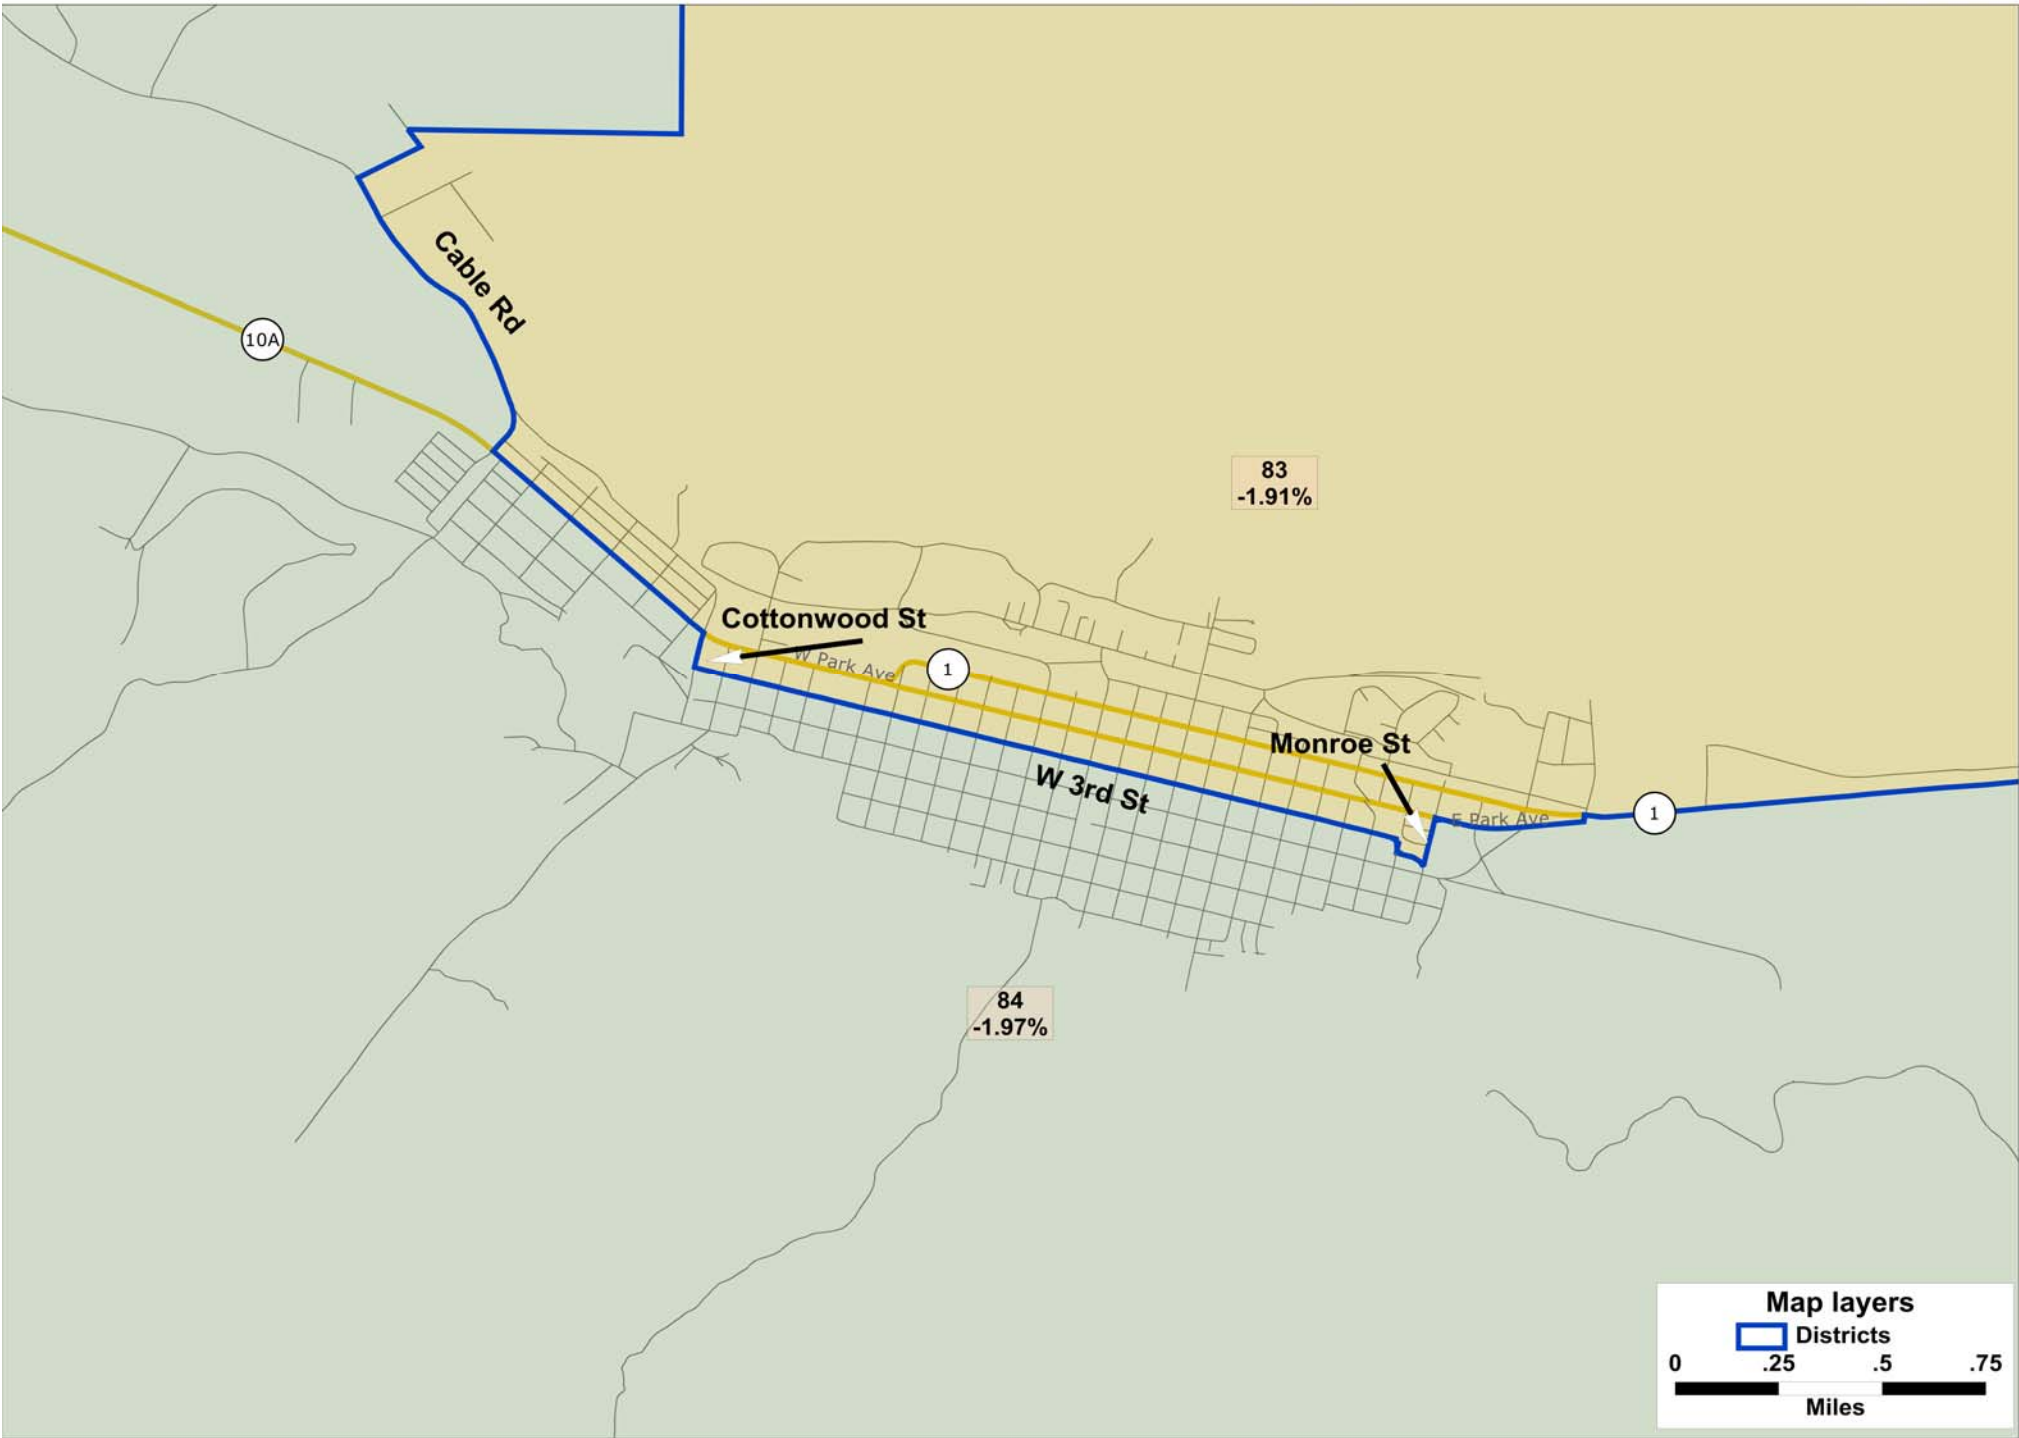 Cable Rd
10A
83
-1.91%
Cottonwood St
W Park Ave
1
Monroe St
W 3rd St
E Park Ave
1
84
-1.97%
Map layers
Districts
0 .25 .5 .75
Miles